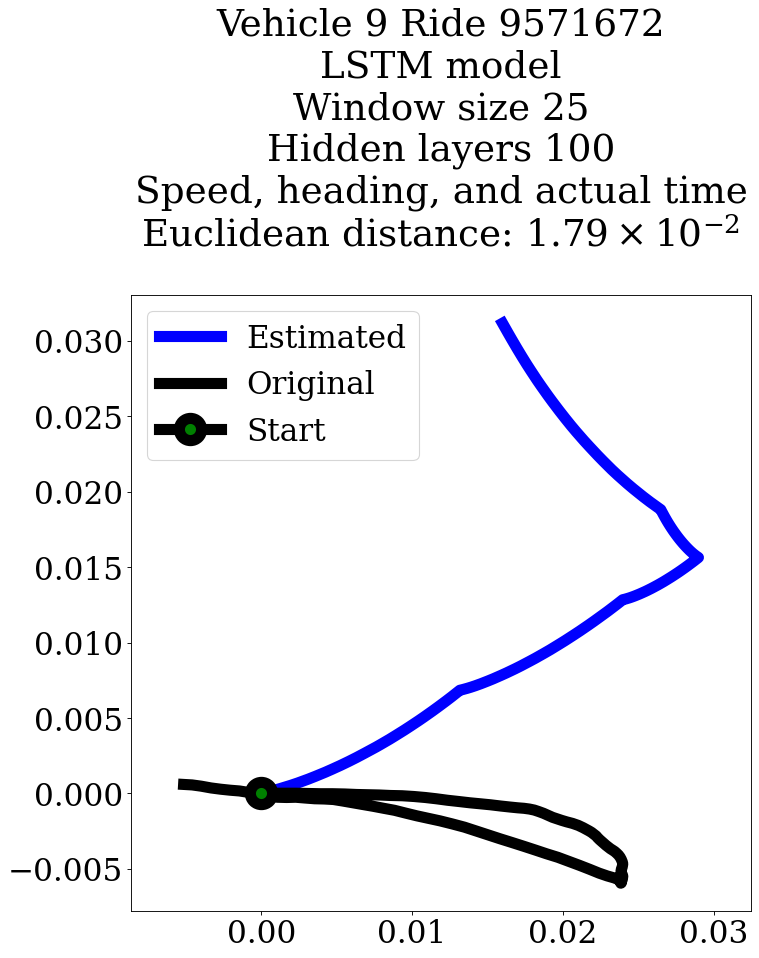 Vehicle 9 Ride 9571672
LSTM model
Window size 25
Hidden layers 100
Speed, heading, and actual time
Euclidean distance: 1.79 × 10⁻²
Estimated
Original
Start
0.030
0.025
0.020
0.015
0.010
0.005
0.000
−0.005
0.00 0.01 0.02 0.03